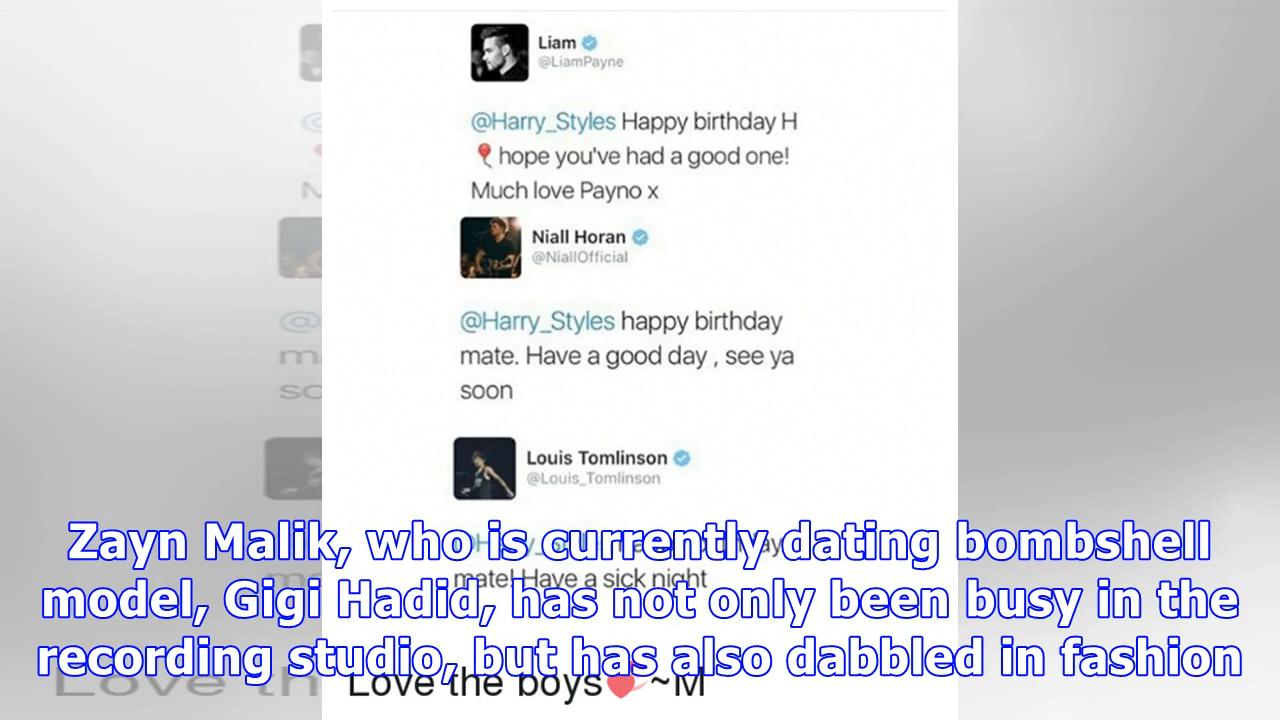 Liam
@LiamPayne
@Harry_Styles Happy birthday H
🎈hope you've had a good one!
Much love Payno x
Niall Horan
@NiallOfficial
@Harry_Styles happy birthday
mate. Have a good day , see ya
soon
Louis Tomlinson
@Louis_Tomlinson
mate! Have a sick night
Zayn Malik, who is currently dating bombshell
model, Gigi Hadid, has not only been busy in the
recording studio, but has also dabbled in fashion
Love the boys💓~M